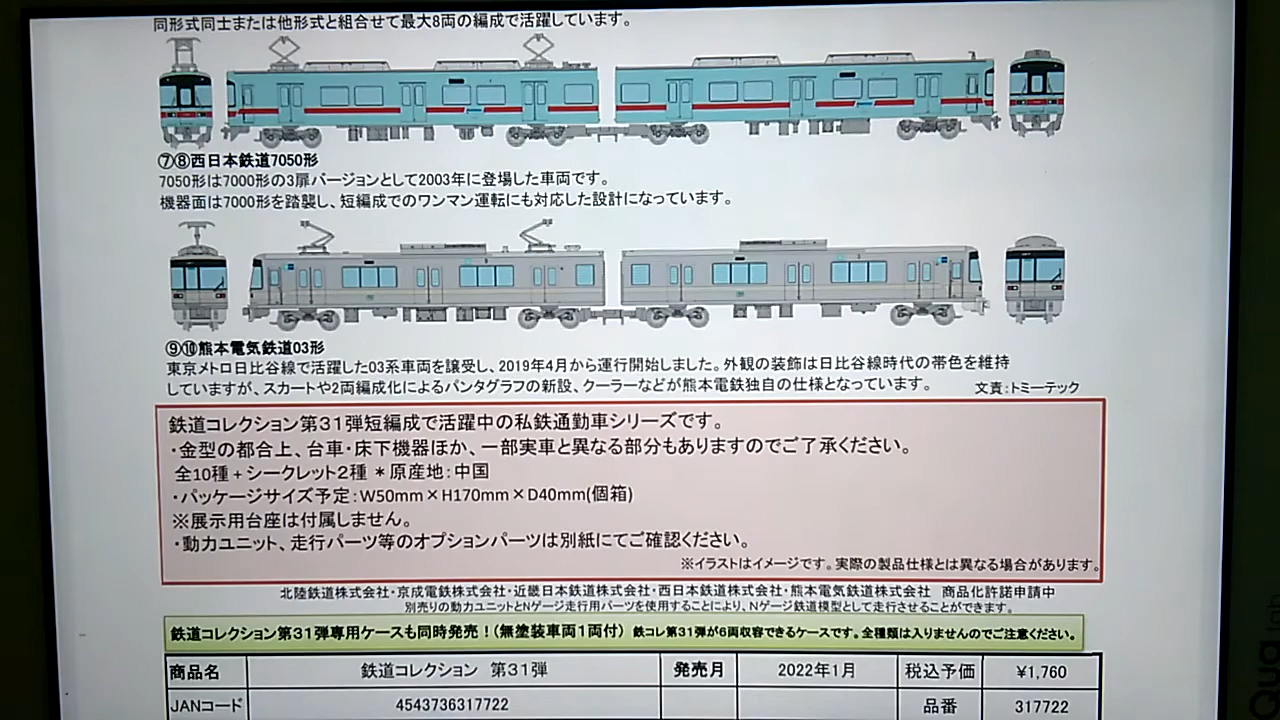 同形式同士または他形式と組合せて最大8両の編成で活躍しています。
⑦⑧西日本鉄道7050形
7050形は7000形の3扉バージョンとして2003年に登場した車両です。
機器面は7000形を踏襲し、短編成でのワンマン運転にも対応した設計になっています。
⑨⑩熊本電気鉄道03形
東京メトロ日比谷線で活躍した03系車両を譲受し、2019年4月から運行開始しました。外観の装飾は日比谷線時代の帯色を維持
していますが、スカートや2両編成化によるパンタグラフの新設、クーラーなどが熊本電鉄独自の仕様となっています。 文責：トミーテック
鉄道コレクション第31弾短編成で活躍中の私鉄通勤車シリーズです。
・金型の都合上、台車・床下機器ほか、一部実車と異なる部分もありますのでご了承ください。
全10種＋シークレット2種 ＊原産地：中国
・パッケージサイズ予定：W50mm×H170mm×D40mm(個箱)
※展示用台座は付属しません。
・動力ユニット、走行パーツ等のオプションパーツは別紙にてご確認ください。
※イラストはイメージです。実際の製品仕様とは異なる場合があります。
北陸鉄道株式会社・京成電鉄株式会社・近畿日本鉄道株式会社・西日本鉄道株式会社・熊本電気鉄道株式会社 商品化許諾申請中
別売りの動力ユニットとNゲージ走行用パーツを使用することにより、Nゲージ鉄道模型として走行させることができます。
鉄道コレクション第31弾専用ケースも同時発売！(無塗装車両1両付) 鉄コレ第31弾が6両収容できるケースです。全種類は入りませんのでご注意ください。
商品名 鉄道コレクション 第31弾 発売月 2022年1月 税込予価 ¥1,760
JANコード 4543736317722 品番 317722
Qua tab